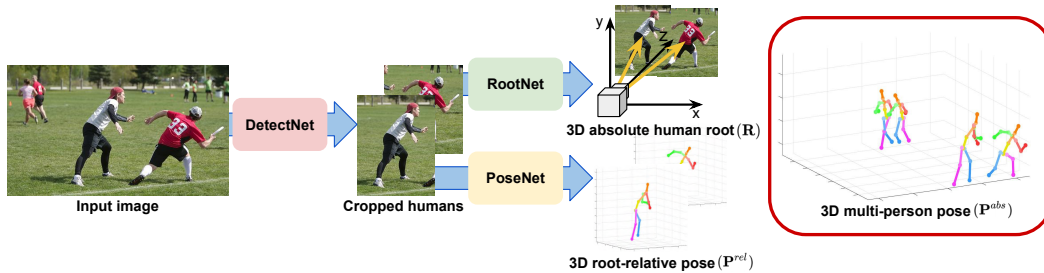 Input image
DetectNet
Cropped humans
RootNet
PoseNet
y
z
x
33
3D absolute human root (R)
3D root-relative pose (P^rel)
3D multi-person pose (P^abs)